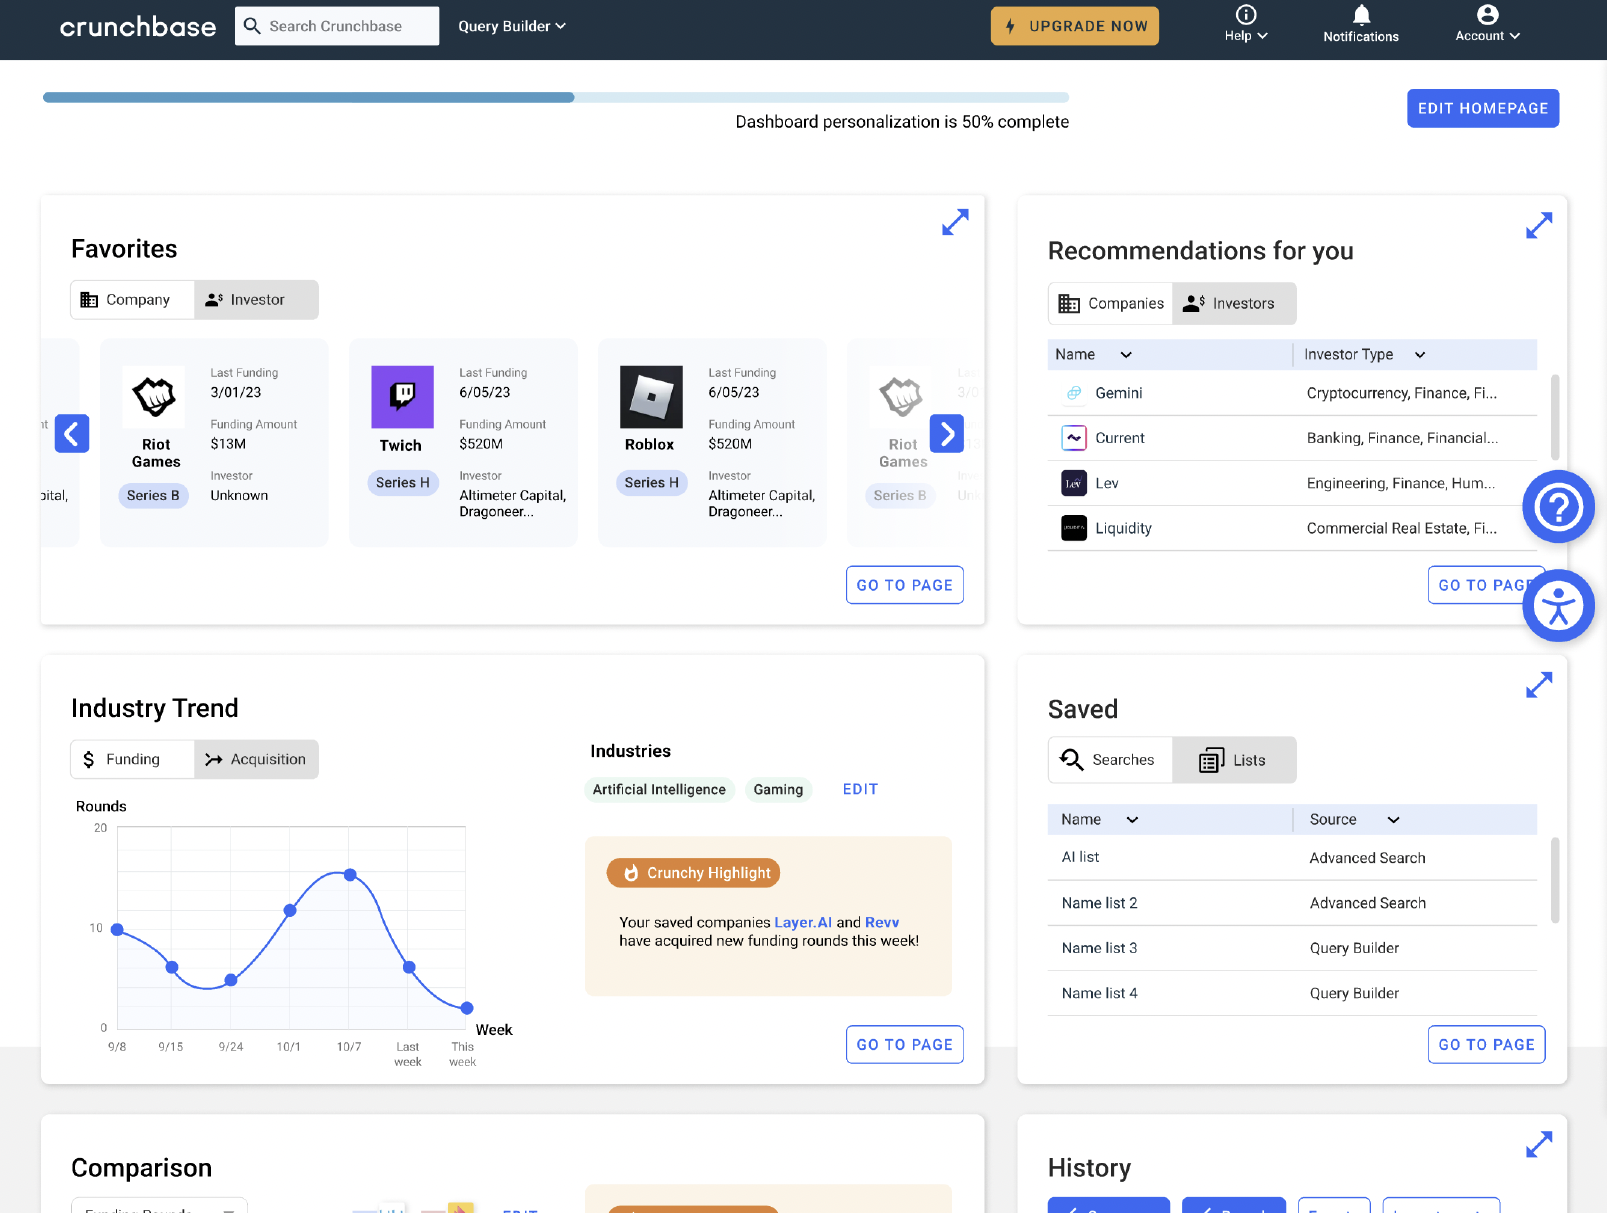 crunchbase
Search Crunchbase
Query Builder
UPGRADE NOW
Help
Notifications
Account
Dashboard personalization is 50% complete
EDIT HOMEPAGE
Favorites
Company
Investor
ital,
Riot
Games
Series B
Last Funding
3/01/23
Funding Amount
$13M
Investor
Unknown
Twich
Series H
Last Funding
6/05/23
Funding Amount
$520M
Investor
Altimeter Capital,
Dragoneer...
Roblox
Series H
Last Funding
6/05/23
Funding Amount
$520M
Investor
Altimeter Capital,
Dragoneer...
Riot
Games
Series B
GO TO PAGE
Recommendations for you
Companies
Investors
Name
Investor Type
Gemini
Cryptocurrency, Finance, Fi...
Current
Banking, Finance, Financial...
Lev
Engineering, Finance, Hum...
Liquidity
Commercial Real Estate, Fi...
GO TO PAGE
Industry Trend
Funding
Acquisition
Rounds
20
10
0
9/8
9/15
9/24
10/1
10/7
Last
week
This
week
Week
Industries
Artificial Intelligence
Gaming
EDIT
Crunchy Highlight
Your saved companies Layer.AI and Revv
have acquired new funding rounds this week!
GO TO PAGE
Saved
Searches
Lists
Name
Source
AI list
Advanced Search
Name list 2
Advanced Search
Name list 3
Query Builder
Name list 4
Query Builder
GO TO PAGE
Comparison
Funding Rounds
EDIT
History